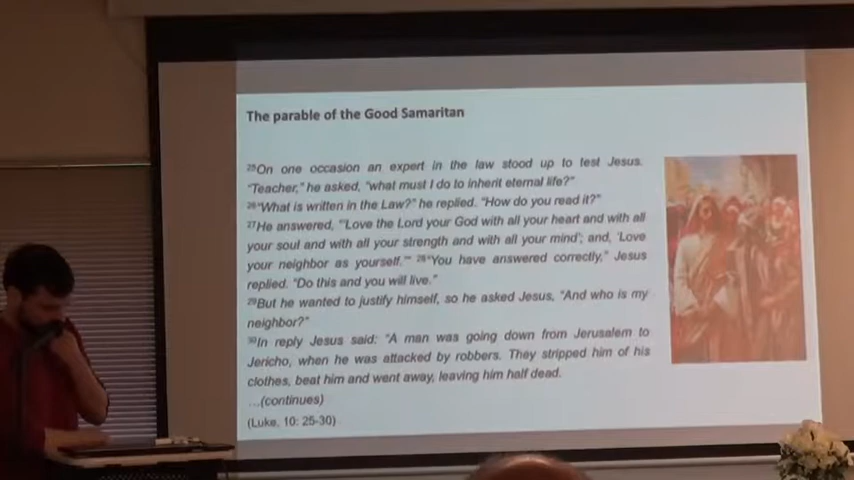 The parable of the Good Samaritan
²⁵On one occasion an expert in the law stood up to test Jesus.
"Teacher," he asked, "what must I do to inherit eternal life?"
²⁶"What is written in the Law?" he replied. "How do you read it?"
²⁷He answered, "'Love the Lord your God with all your heart and with all
your soul and with all your strength and with all your mind'; and, 'Love
your neighbor as yourself.'" ²⁸"You have answered correctly," Jesus
replied. "Do this and you will live."
²⁹But he wanted to justify himself, so he asked Jesus, "And who is my
neighbor?"
³⁰In reply Jesus said: "A man was going down from Jerusalem to
Jericho, when he was attacked by robbers. They stripped him of his
clothes, beat him and went away, leaving him half dead.
…(continues)
(Luke, 10: 25-30)